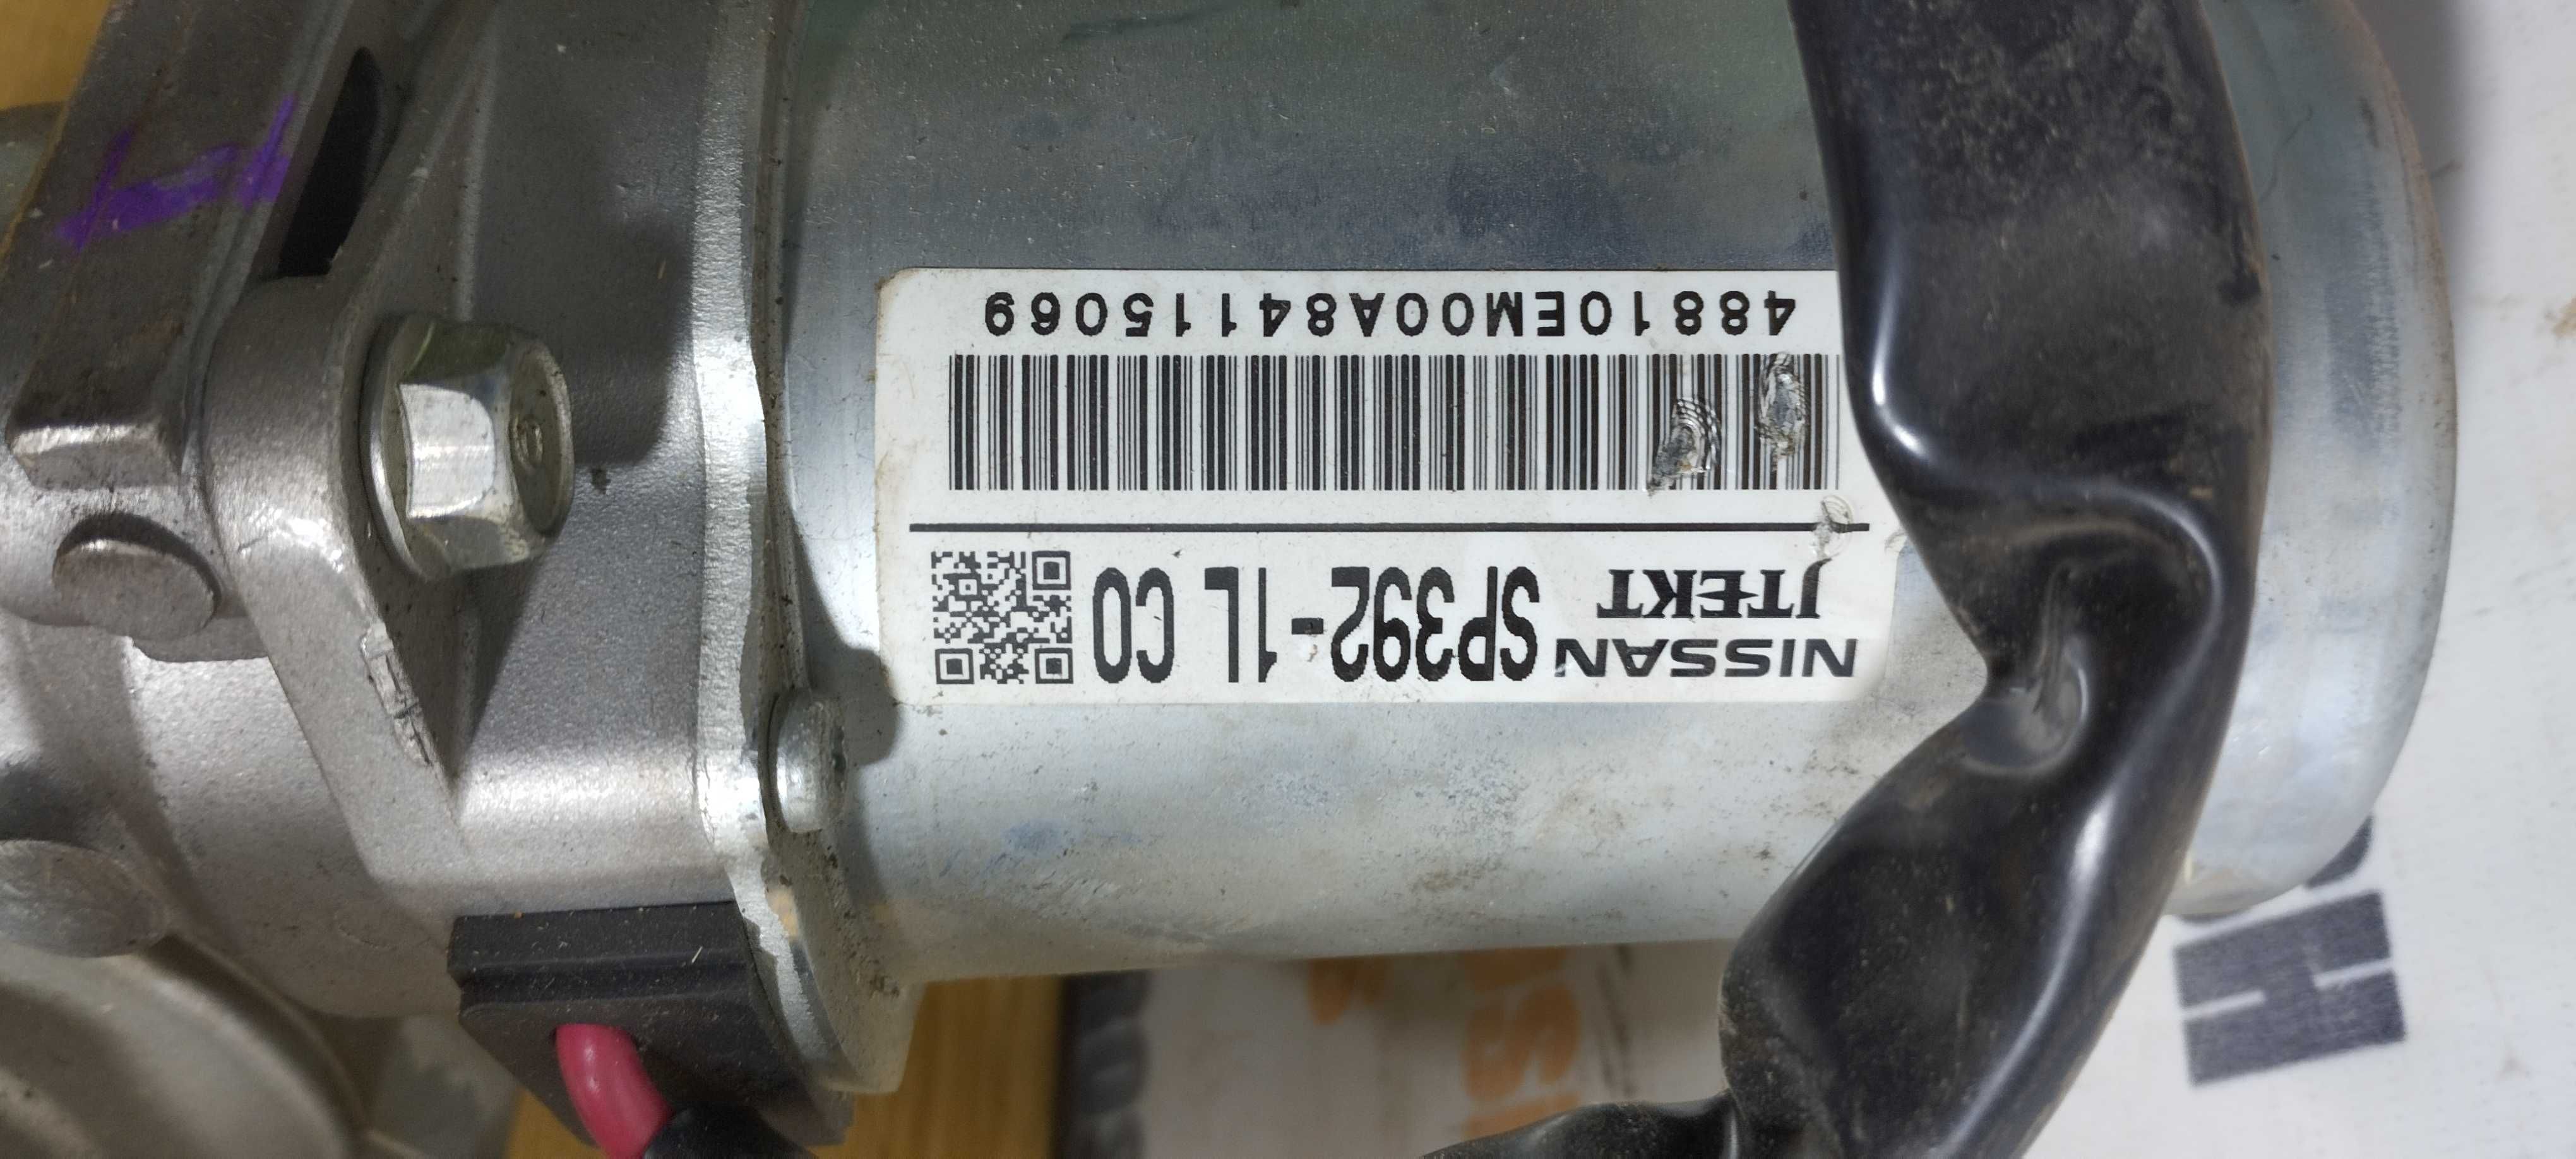 NISSAN
JTEKT
SP392-1L C0
48810EM00A84115069